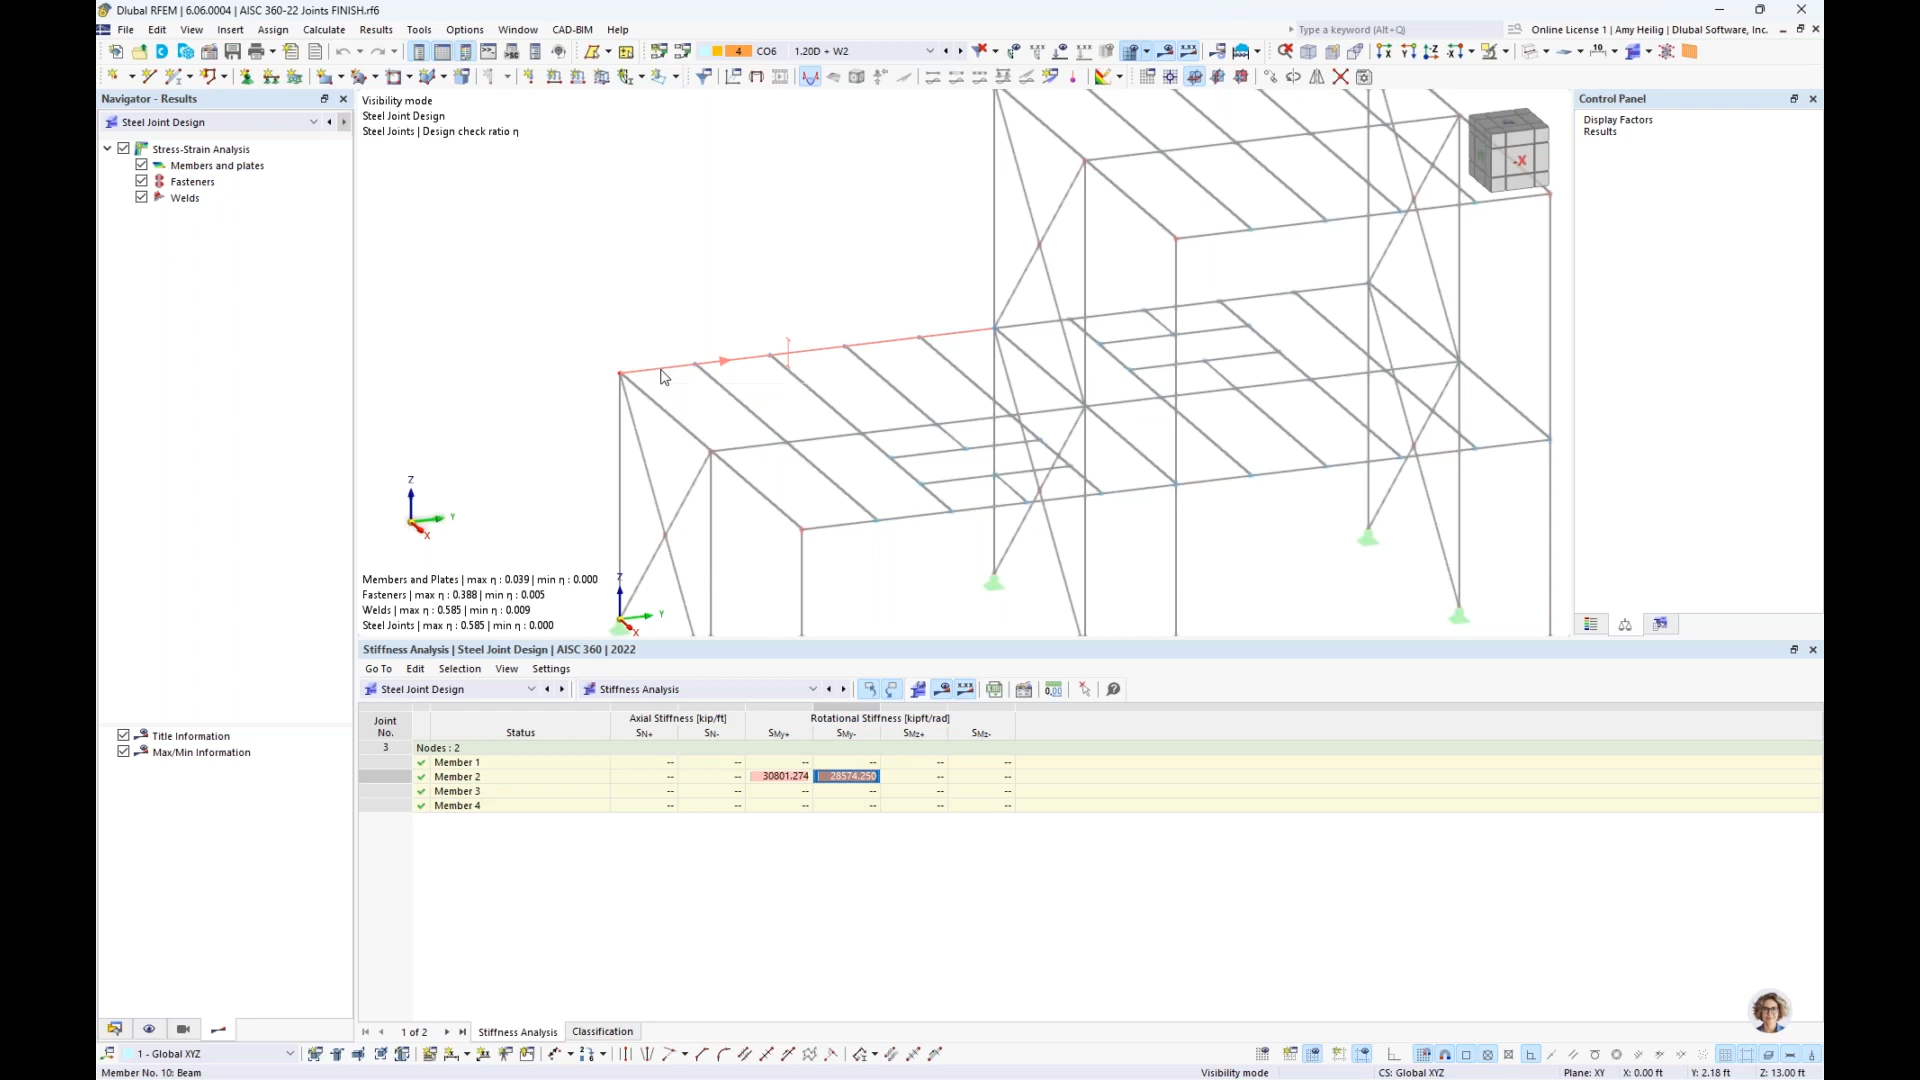 Dlubal RFEM | 6.06.0004 | AISC 360-22 Joints FINISH.rf6
File Edit View Insert Assign Calculate Results Tools Options Window CAD-BIM Help
Type a keyword (Alt+Q)
Online License 1 | Amy Heilig | Dlubal Software, Inc.
4 CO6 1.20D + W2
Navigator - Results
Steel Joint Design
Stress-Strain Analysis
Members and plates
Fasteners
Welds
Title Information
Max/Min Information
Visibility mode
Steel Joint Design
Steel Joints | Design check ratio η
-X
Z
Y
X
Z
Y
X
Members and Plates | max η : 0.039 | min η : 0.000
Fasteners | max η : 0.388 | min η : 0.005
Welds | max η : 0.585 | min η : 0.009
Steel Joints | max η : 0.585 | min η : 0.000
Control Panel
Display Factors
Results
Stiffness Analysis | Steel Joint Design | AISC 360 | 2022
Go To Edit Selection View Settings
Steel Joint Design Stiffness Analysis
Joint Axial Stiffness [kip/ft] Rotational Stiffness [kipft/rad]
No. Status SN+ SN- SMy+ SMy- SMz+ SMz-
3 Nodes : 2
Member 1 -- -- -- -- -- --
Member 2 -- -- 30801.274 28574.250 -- --
Member 3 -- -- -- -- -- --
Member 4 -- -- -- -- -- --
1 of 2 Stiffness Analysis Classification
1 - Global XYZ
Member No. 10: Beam
Visibility mode CS: Global XYZ Plane: XY X: 0.00 ft Y: 2.18 ft Z: 13.00 ft